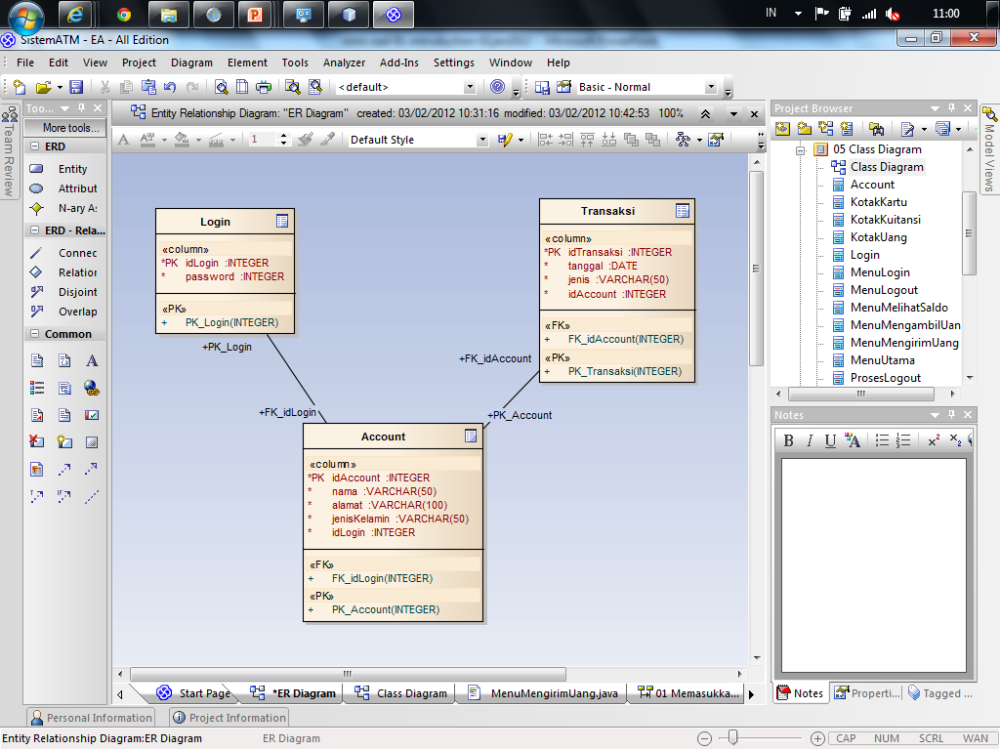 IN
11:00
SistemATM - EA - All Edition
File Edit View Project Diagram Element Tools Analyzer Add-Ins Settings Window Help
<default>
Basic - Normal
Team Review
Too...
More tools...
ERD
Entity
Attribut
N-ary As
ERD - Rela...
Connec
Relation
Disjoint
Overlap
Common
Entity Relationship Diagram: "ER Diagram" created: 03/02/2012 10:31:16 modified: 03/02/2012 10:42:53 100%
1
Default Style
Login
«column»
*PK idLogin :INTEGER
* password :INTEGER
«PK»
+ PK_Login(INTEGER)
+PK_Login
+FK_idLogin
Transaksi
«column»
*PK idTransaksi :INTEGER
* tanggal :DATE
* jenis :VARCHAR(50)
* idAccount :INTEGER
«FK»
+ FK_idAccount(INTEGER)
«PK»
+ PK_Transaksi(INTEGER)
+FK_idAccount
+PK_Account
Account
«column»
*PK idAccount :INTEGER
* nama :VARCHAR(50)
* alamat :VARCHAR(100)
* jenisKelamin :VARCHAR(50)
* idLogin :INTEGER
«FK»
+ FK_idLogin(INTEGER)
«PK»
+ PK_Account(INTEGER)
Project Browser
05 Class Diagram
Class Diagram
Account
KotakKartu
KotakKuitansi
KotakUang
Login
MenuLogin
MenuLogout
MenuMelihatSaldo
MenuMengambilUan
MenuMengirimUang
MenuUtama
ProsesLogout
Model Views
Notes
B I U A x² x₂
Notes Properti... Tagged ...
Start Page *ER Diagram Class Diagram MenuMengirimUang.java 01 Memasukka...
Personal Information Project Information
Entity Relationship Diagram:ER Diagram ER Diagram CAP NUM SCRL WAN